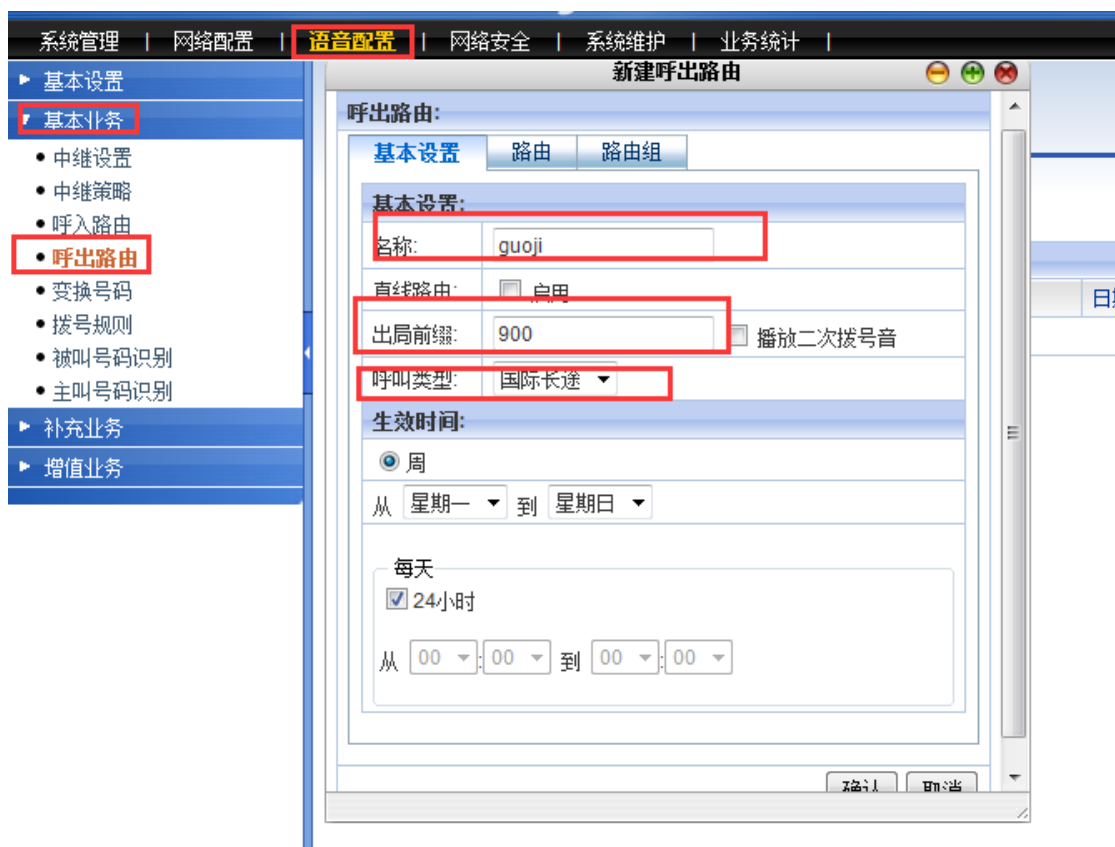 系统管理 | 网络配置 | 语音配置 | 网络安全 | 系统维护 | 业务统计 |
基本设置
基本业务
中继设置
中继策略
呼入路由
呼出路由
变换号码
拨号规则
被叫号码识别
主叫号码识别
补充业务
增值业务
新建呼出路由
呼出路由:
基本设置 路由 路由组
基本设置:
名称: guoji
直线路由: 启用
出局前缀: 900 播放二次拨号音
呼叫类型: 国际长途
生效时间:
周
从 星期一 到 星期日
每天
24小时
从 00 : 00 到 00 : 00
确认 取消